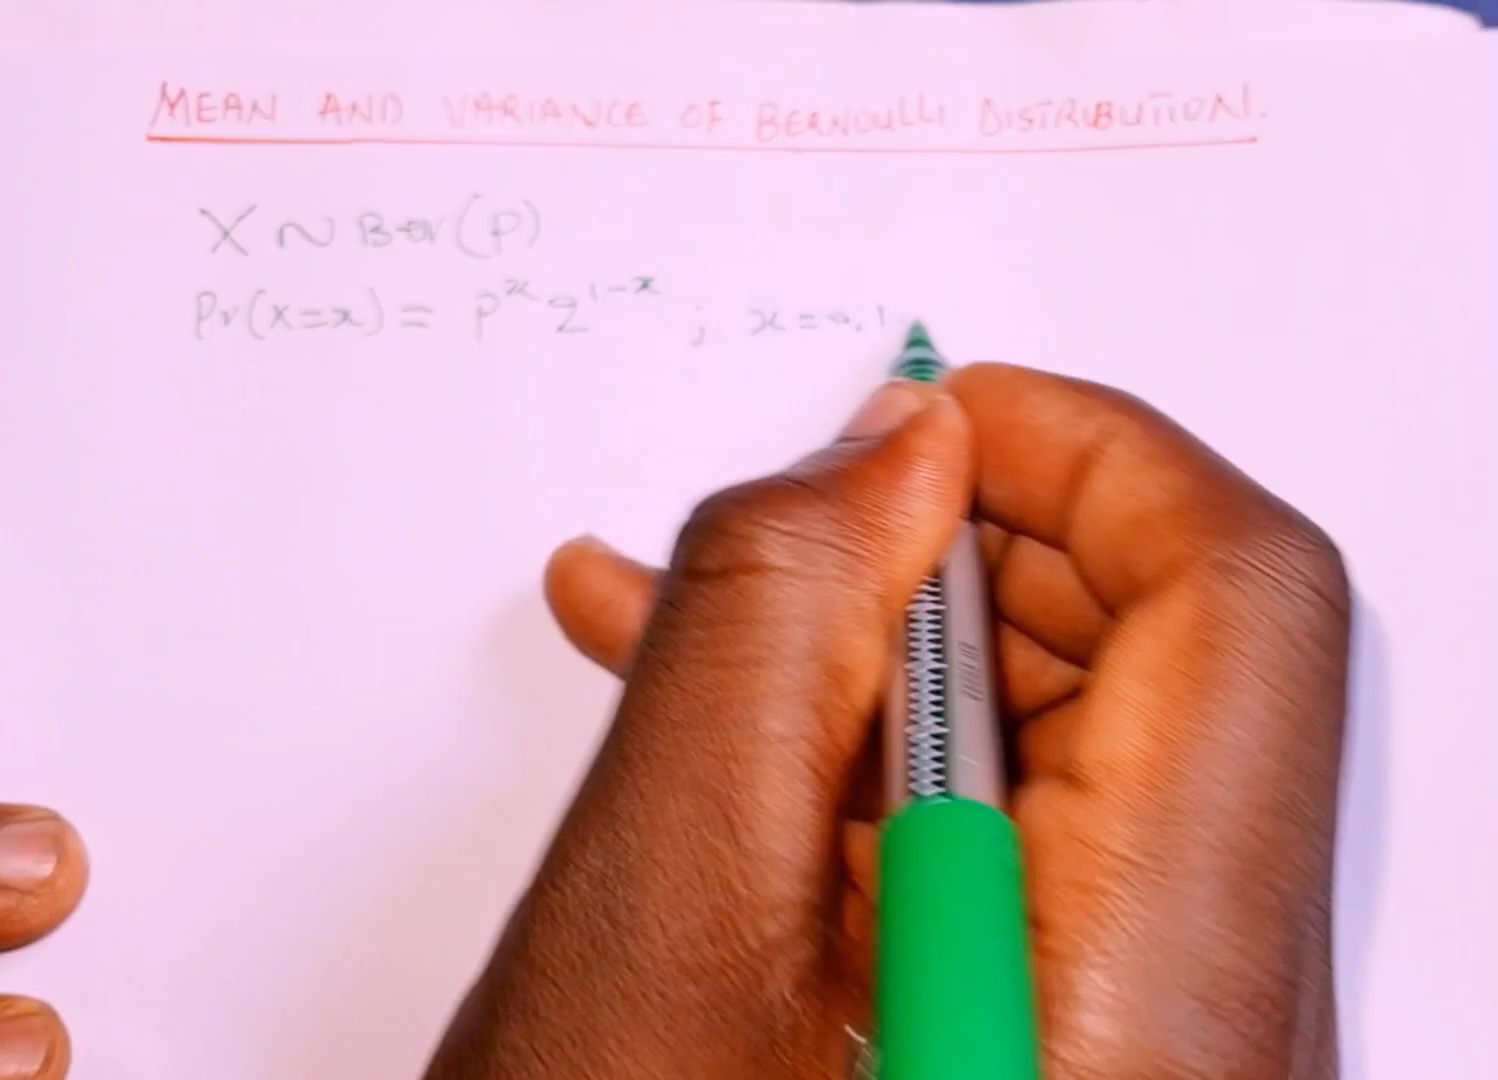 MEAN AND VARIANCE OF BERNOULLI DISTRIBUTION.
X ~ Ber(p)
Pr(X=x) = p^x q^{1-x} ; x = 0, 1